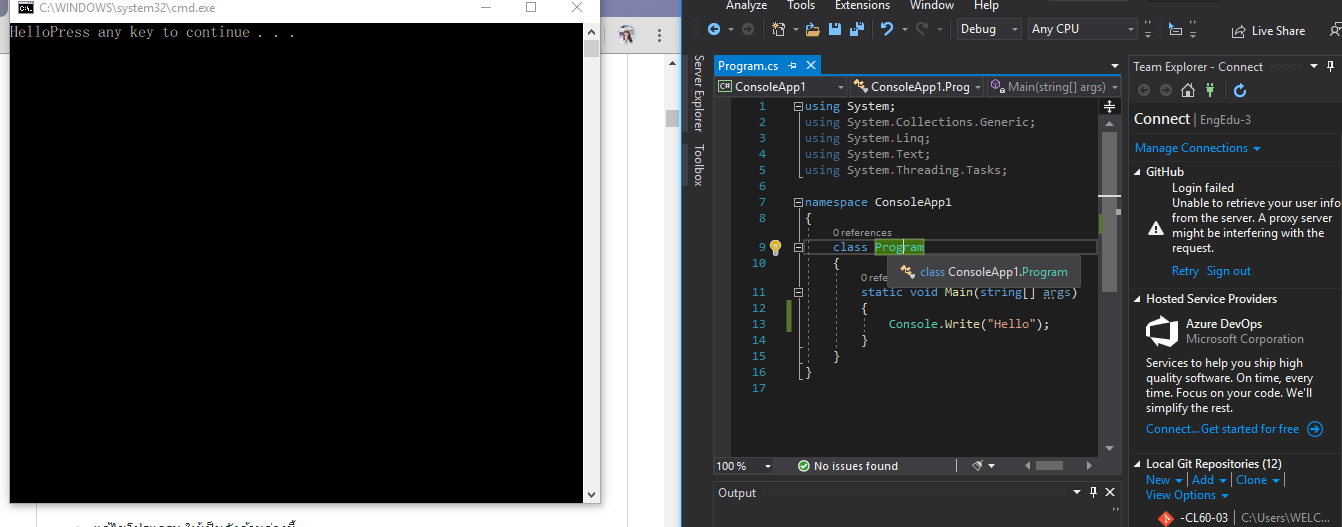 C:\WINDOWS\system32\cmd.exe
HelloPress any key to continue . . .
Analyze Tools Extensions Window Help
Debug Any CPU Live Share
Server Explorer
Toolbox
Program.cs
C# ConsoleApp1 ConsoleApp1.Prog Main(string[] args)
1 using System;
2 using System.Collections.Generic;
3 using System.Linq;
4 using System.Text;
5 using System.Threading.Tasks;
6
7 namespace ConsoleApp1
8 {
0 references
9 class Program
10 {
class ConsoleApp1.Program
0 refe
11 static void Main(string[] args)
12 {
13 Console.Write("Hello");
14 }
15 }
16 }
17
100 % No issues found
Output
Team Explorer - Connect
Connect | EngEdu-3
Manage Connections
GitHub
Login failed
Unable to retrieve your user info
from the server. A proxy server
might be interfering with the
request.
Retry Sign out
Hosted Service Providers
Azure DevOps
Microsoft Corporation
Services to help you ship high
quality software. On time, every
time. Focus on your code. We'll
simplify the rest.
Connect... Get started for free
Local Git Repositories (12)
New | Add | Clone |
View Options
-CL60-03 | C:\Users\WELC...